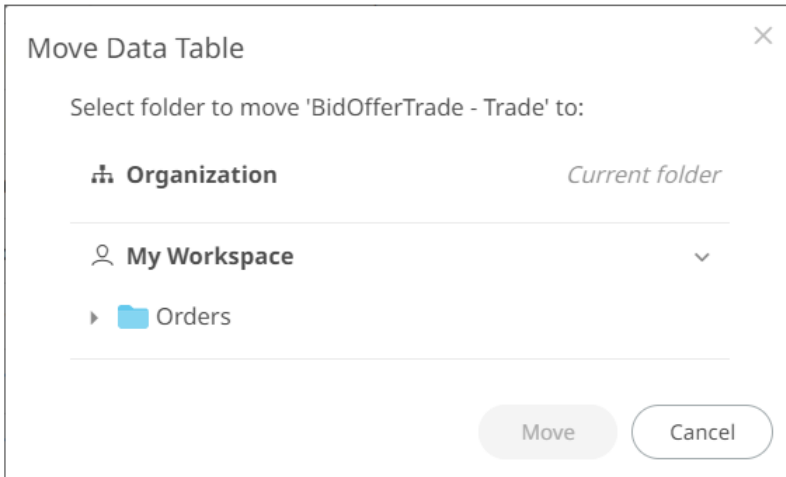 Move Data Table
Select folder to move 'BidOfferTrade - Trade' to:
Organization Current folder
My Workspace
Orders
Move Cancel